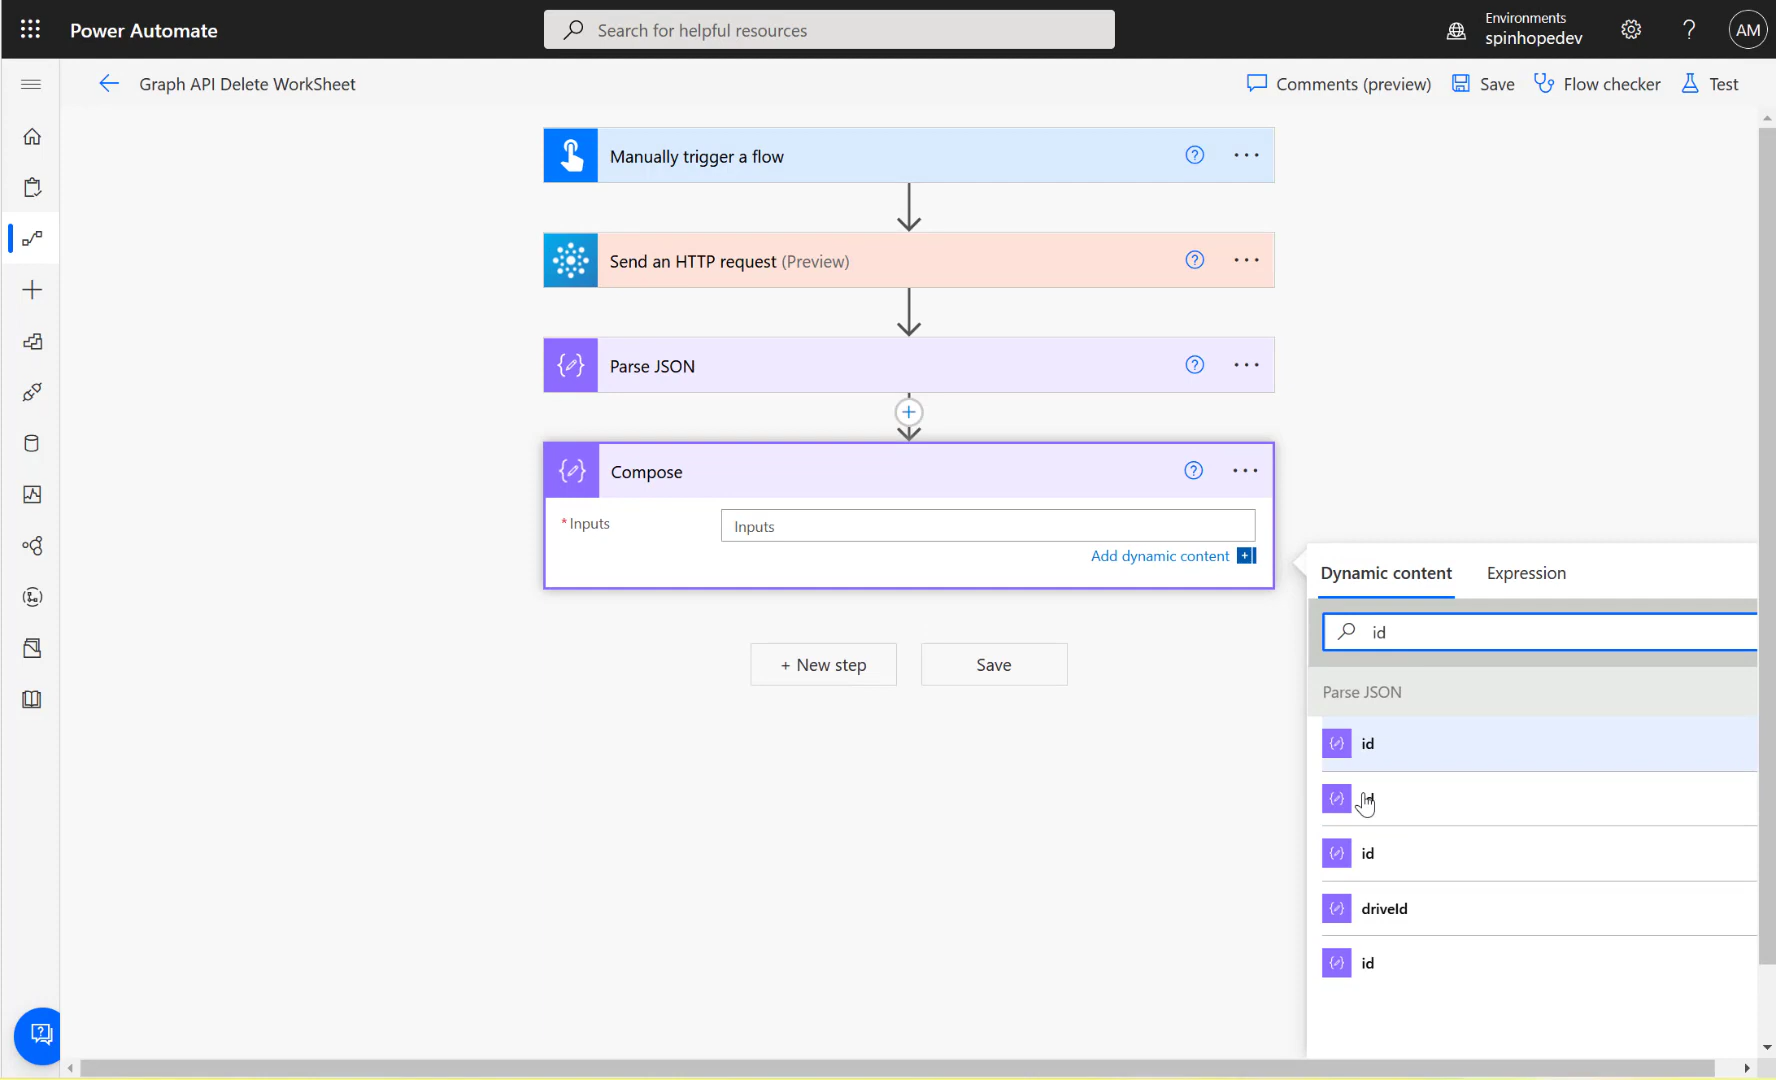 Power Automate
Search for helpful resources
Environments
spinhopedev
?
AM
Graph API Delete WorkSheet
Comments (preview)
Save
Flow checker
Test
Manually trigger a flow
Send an HTTP request (Preview)
Parse JSON
Compose
* Inputs
Inputs
Add dynamic content
Dynamic content
Expression
id
Parse JSON
id
id
driveId
id
+ New step
Save